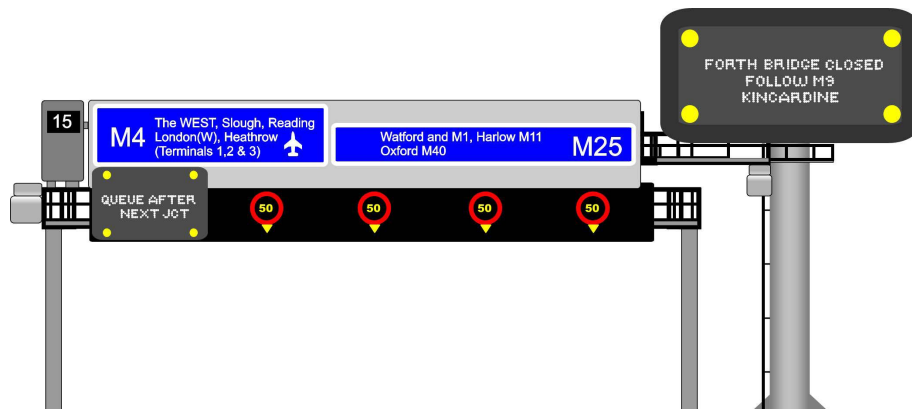 15
M4
The WEST, Slough, Reading
London(W), Heathrow
(Terminals 1,2 & 3)
Watford and M1, Harlow M11
Oxford M40
M25
QUEUE AFTER
NEXT JCT
50
50
50
50
FORTH BRIDGE CLOSED
FOLLOW M9
KINCARDINE